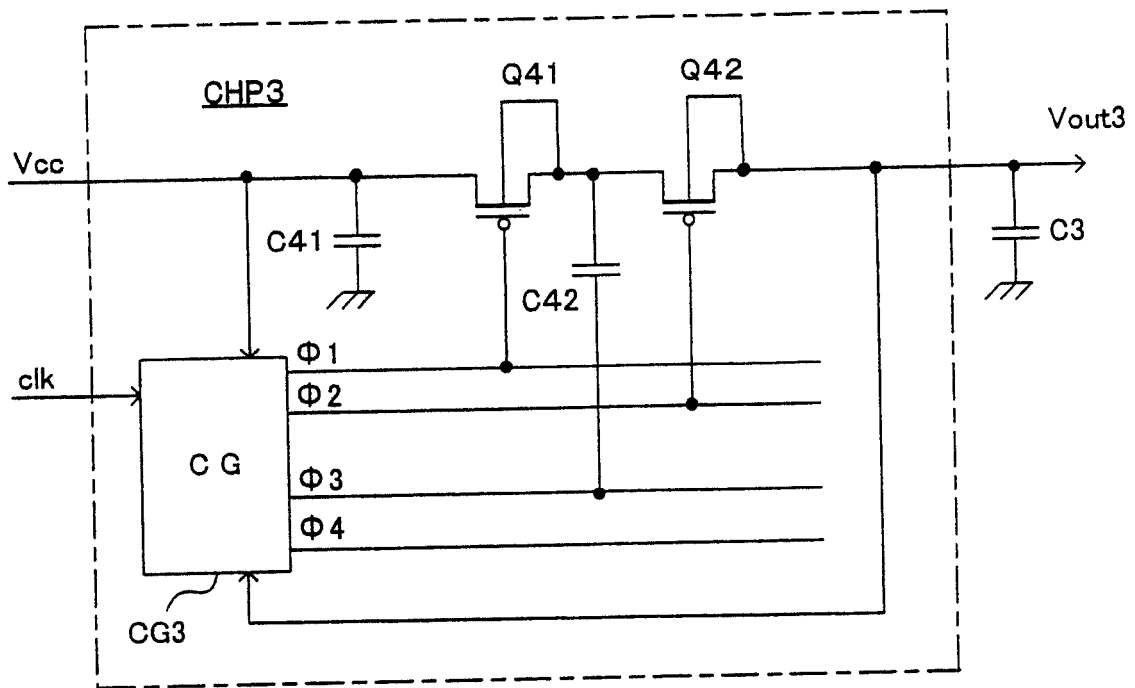 Q41
Q42
CHP3
Vout3
Vcc
C41
C3
C42
Φ1
clk
Φ2
C G
Φ3
Φ4
CG3